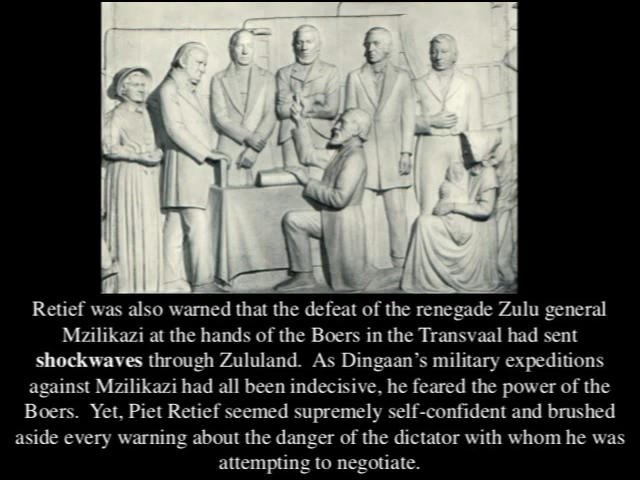 Retief was also warned that the defeat of the renegade Zulu general
Mzilikazi at the hands of the Boers in the Transvaal had sent
shockwaves through Zululand.  As Dingaan's military expeditions
against Mzilikazi had all been indecisive, he feared the power of the
Boers.  Yet, Piet Retief seemed supremely self-confident and brushed
aside every warning about the danger of the dictator with whom he was
attempting to negotiate.